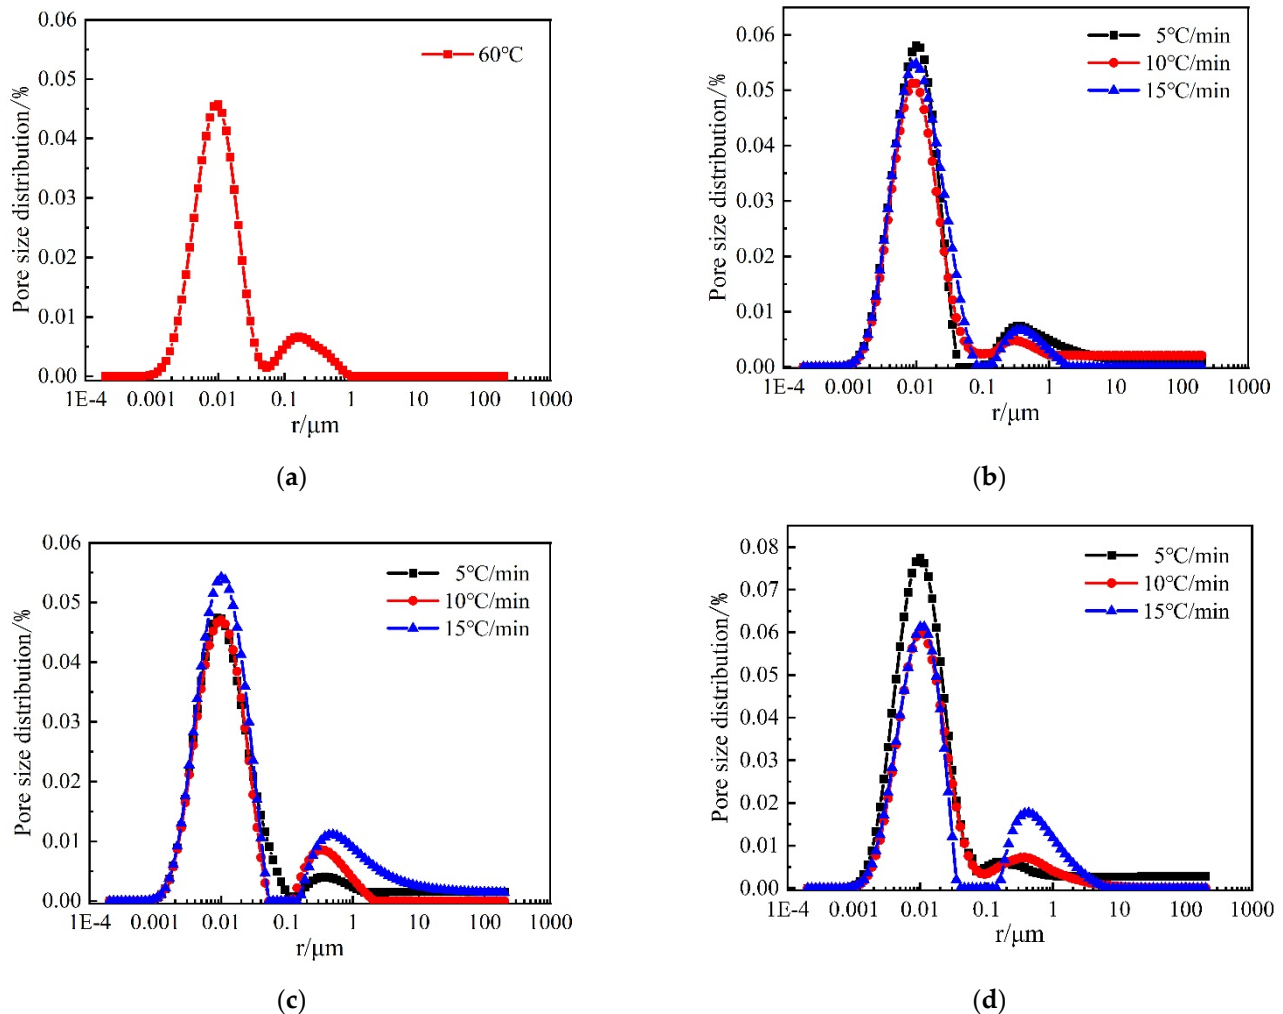 0.06
0.05
0.04
0.03
0.02
0.01
0.00
Pore size distribution/%
60℃
1E-4 0.001 0.01 0.1 1 10 100 1000
r/μm
(a)
0.06
0.05
0.04
0.03
0.02
0.01
0.00
Pore size distribution/%
5℃/min
10℃/min
15℃/min
1E-4 0.001 0.01 0.1 1 10 100 1000
r/μm
(b)
0.06
0.05
0.04
0.03
0.02
0.01
0.00
Pore size distribution/%
5℃/min
10℃/min
15℃/min
1E-4 0.001 0.01 0.1 1 10 100 1000
r/μm
(c)
0.08
0.07
0.06
0.05
0.04
0.03
0.02
0.01
0.00
Pore size distribution/%
5℃/min
10℃/min
15℃/min
1E-4 0.001 0.01 0.1 1 10 100 1000
r/μm
(d)